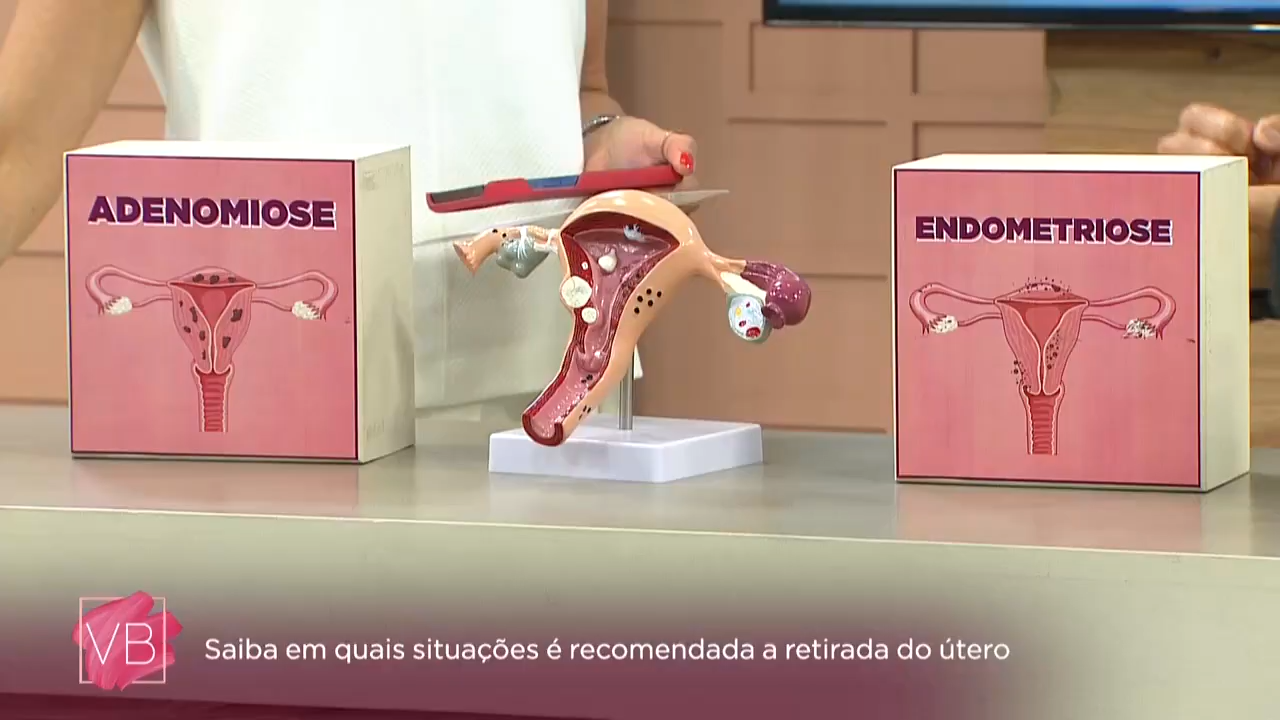 ADENOMIOSE
ENDOMETRIOSE
VB
Saiba em quais situações é recomendada a retirada do útero